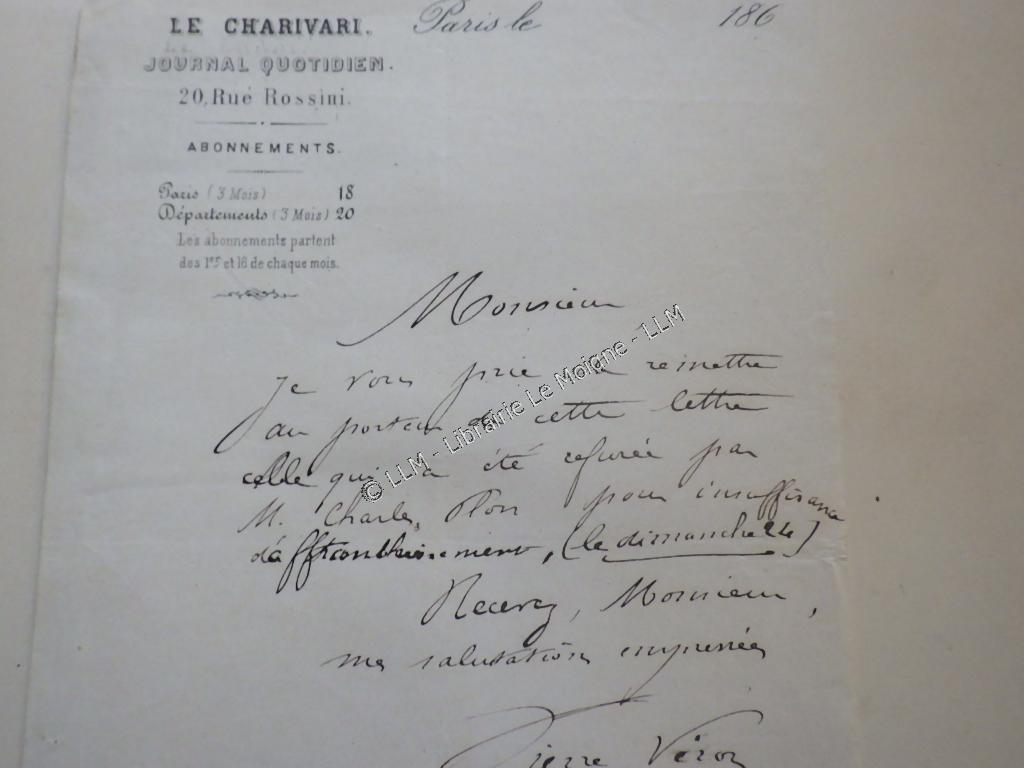 LE CHARIVARI.
JOURNAL QUOTIDIEN.
20, Rue Rossini.
ABONNEMENTS.
Paris (3 Mois) 18
Départements (3 Mois) 20
Les abonnements partent
des 1ers et 16 de chaque mois.
Paris le 186
Monsieur
Je vous prie de remettre
au porteur de cette lettre
celle qui a été refusée par
M. Charles Plon pour insuffisance
d'affranchissement, (le dimanche 24)
Recevez, Monsieur,
mes salutations empressées
Pierre Véron
© LLM - Librairie Le Moigne - LLM